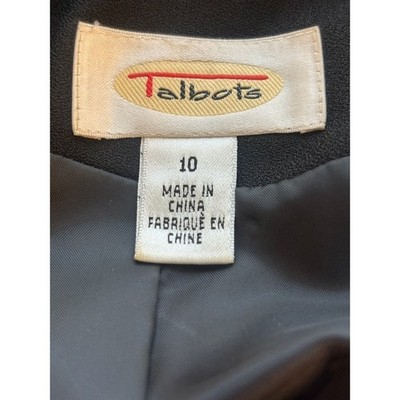 Talbots
10
MADE IN
CHINA
FABRIQUÈ EN
CHINE